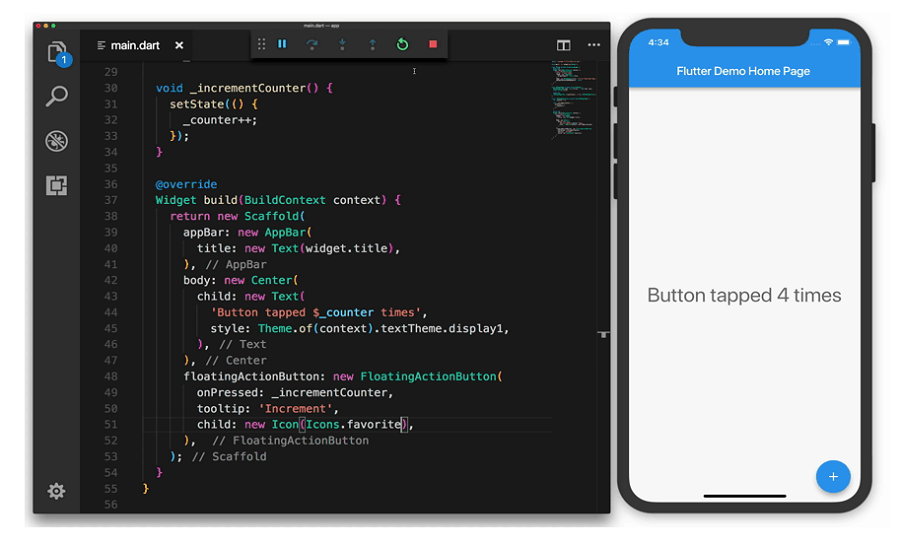 main.dart — app
main.dart
1
29
30 void _incrementCounter() {
31 setState(() {
32 _counter++;
33 });
34 }
35
36 @override
37 Widget build(BuildContext context) {
38 return new Scaffold(
39 appBar: new AppBar(
40 title: new Text(widget.title),
41 ), // AppBar
42 body: new Center(
43 child: new Text(
44 'Button tapped $_counter times',
45 style: Theme.of(context).textTheme.display1,
46 ), // Text
47 ), // Center
48 floatingActionButton: new FloatingActionButton(
49 onPressed: _incrementCounter,
50 tooltip: 'Increment',
51 child: new Icon(Icons.favorite),
52 ), // FloatingActionButton
53 ); // Scaffold
54 }
55 }
56
4:34
Flutter Demo Home Page
Button tapped 4 times
+